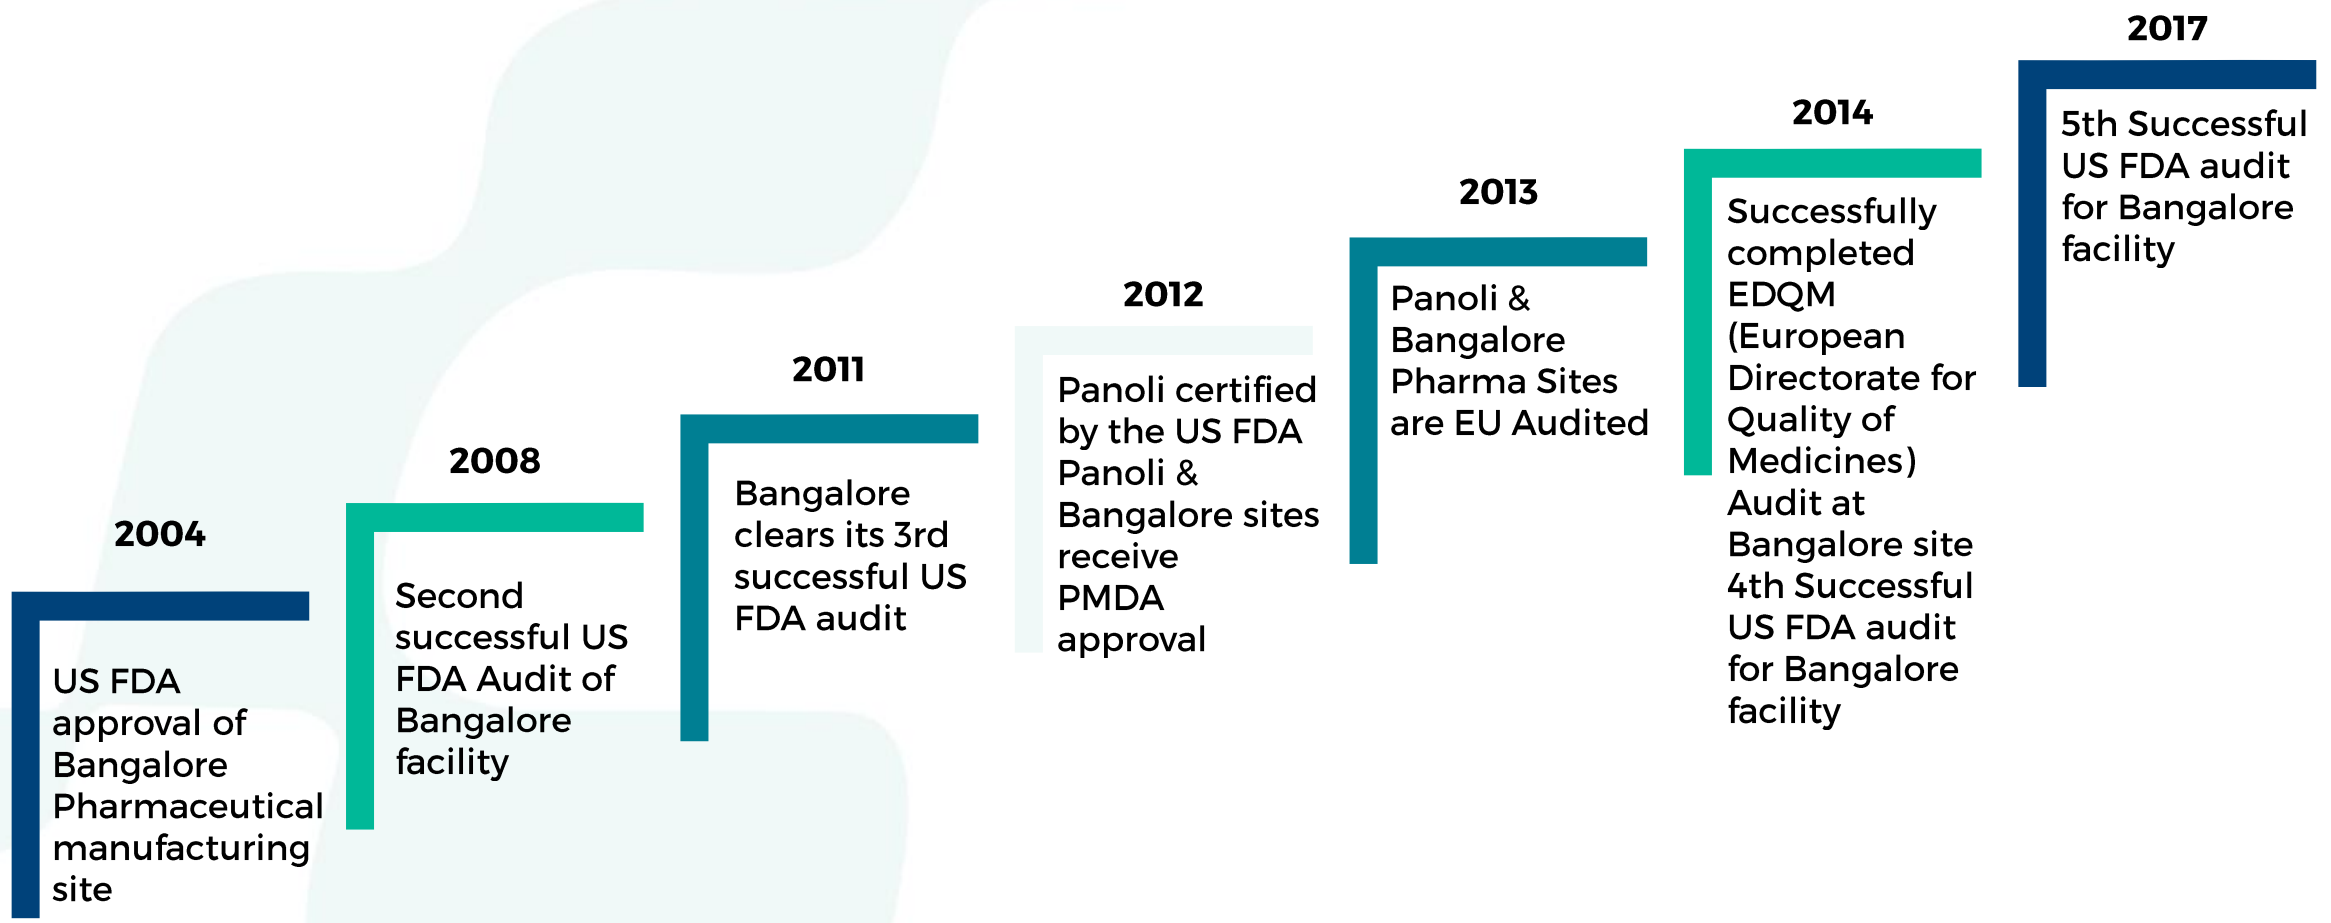 2004
US FDA
approval of
Bangalore
Pharmaceutical
manufacturing
site
2008
Second
successful US
FDA Audit of
Bangalore
facility
2011
Bangalore
clears its 3rd
successful US
FDA audit
2012
Panoli certified
by the US FDA
Panoli &
Bangalore sites
receive
PMDA
approval
2013
Panoli &
Bangalore
Pharma Sites
are EU Audited
2014
Successfully
completed
EDQM
(European
Directorate for
Quality of
Medicines)
Audit at
Bangalore site
4th Successful
US FDA audit
for Bangalore
facility
2017
5th Successful
US FDA audit
for Bangalore
facility